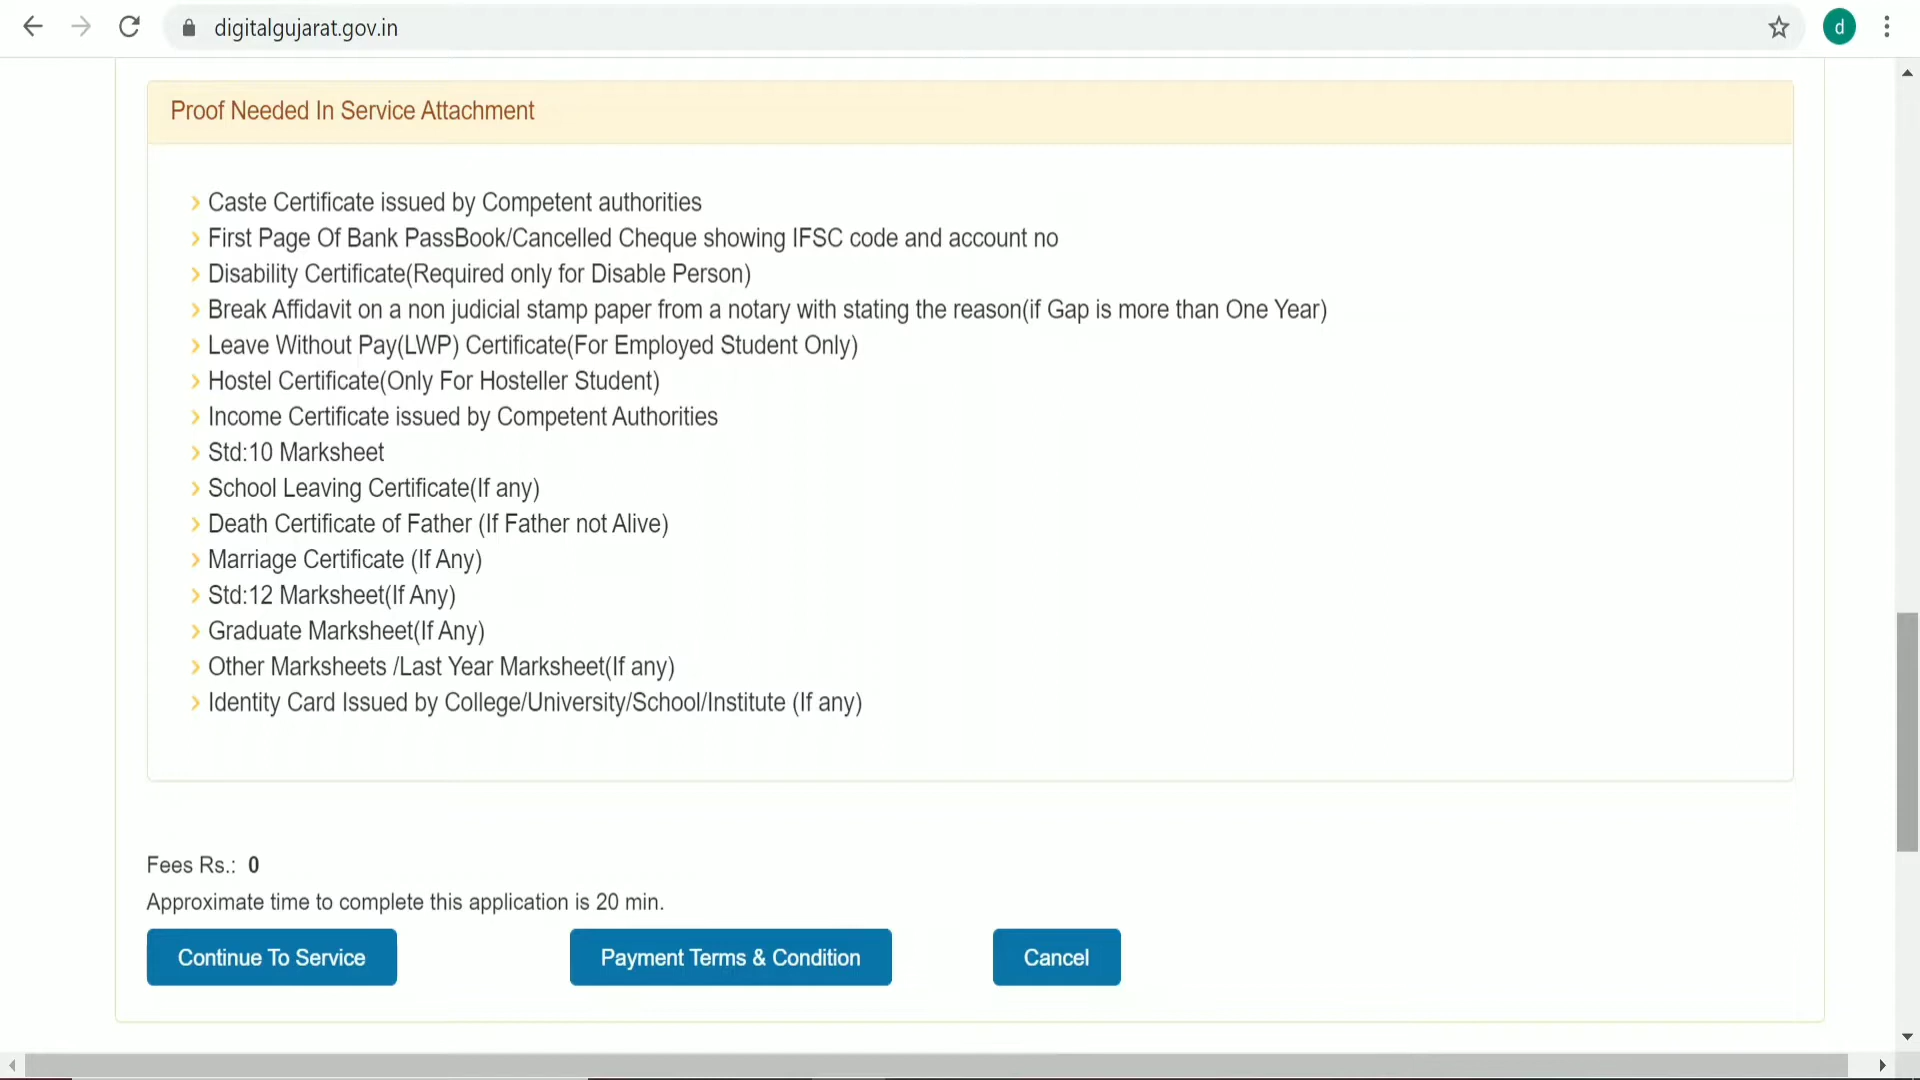 digitalgujarat.gov.in
d
Proof Needed In Service Attachment
Caste Certificate issued by Competent authorities
First Page Of Bank PassBook/Cancelled Cheque showing IFSC code and account no
Disability Certificate(Required only for Disable Person)
Break Affidavit on a non judicial stamp paper from a notary with stating the reason(if Gap is more than One Year)
Leave Without Pay(LWP) Certificate(For Employed Student Only)
Hostel Certificate(Only For Hosteller Student)
Income Certificate issued by Competent Authorities
Std:10 Marksheet
School Leaving Certificate(If any)
Death Certificate of Father (If Father not Alive)
Marriage Certificate (If Any)
Std:12 Marksheet(If Any)
Graduate Marksheet(If Any)
Other Marksheets /Last Year Marksheet(If any)
Identity Card Issued by College/University/School/Institute (If any)
Fees Rs.: 0
Approximate time to complete this application is 20 min.
Continue To Service
Payment Terms & Condition
Cancel